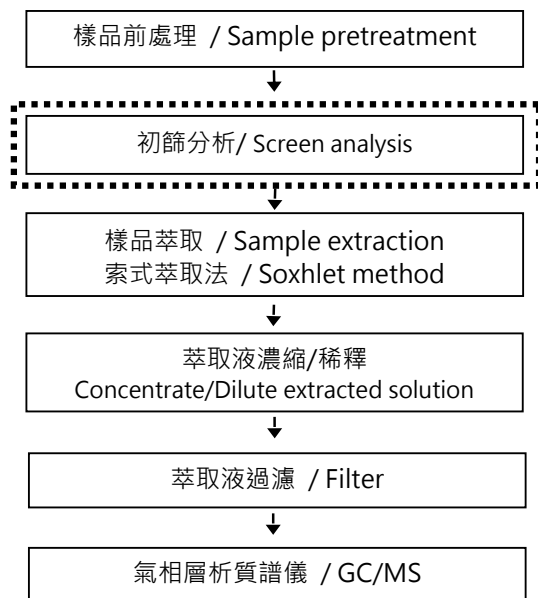 樣品前處理 / Sample pretreatment
初篩分析/ Screen analysis
樣品萃取 / Sample extraction
索式萃取法 / Soxhlet method
萃取液濃縮/稀釋
Concentrate/Dilute extracted solution
萃取液過濾 / Filter
氣相層析質譜儀 / GC/MS